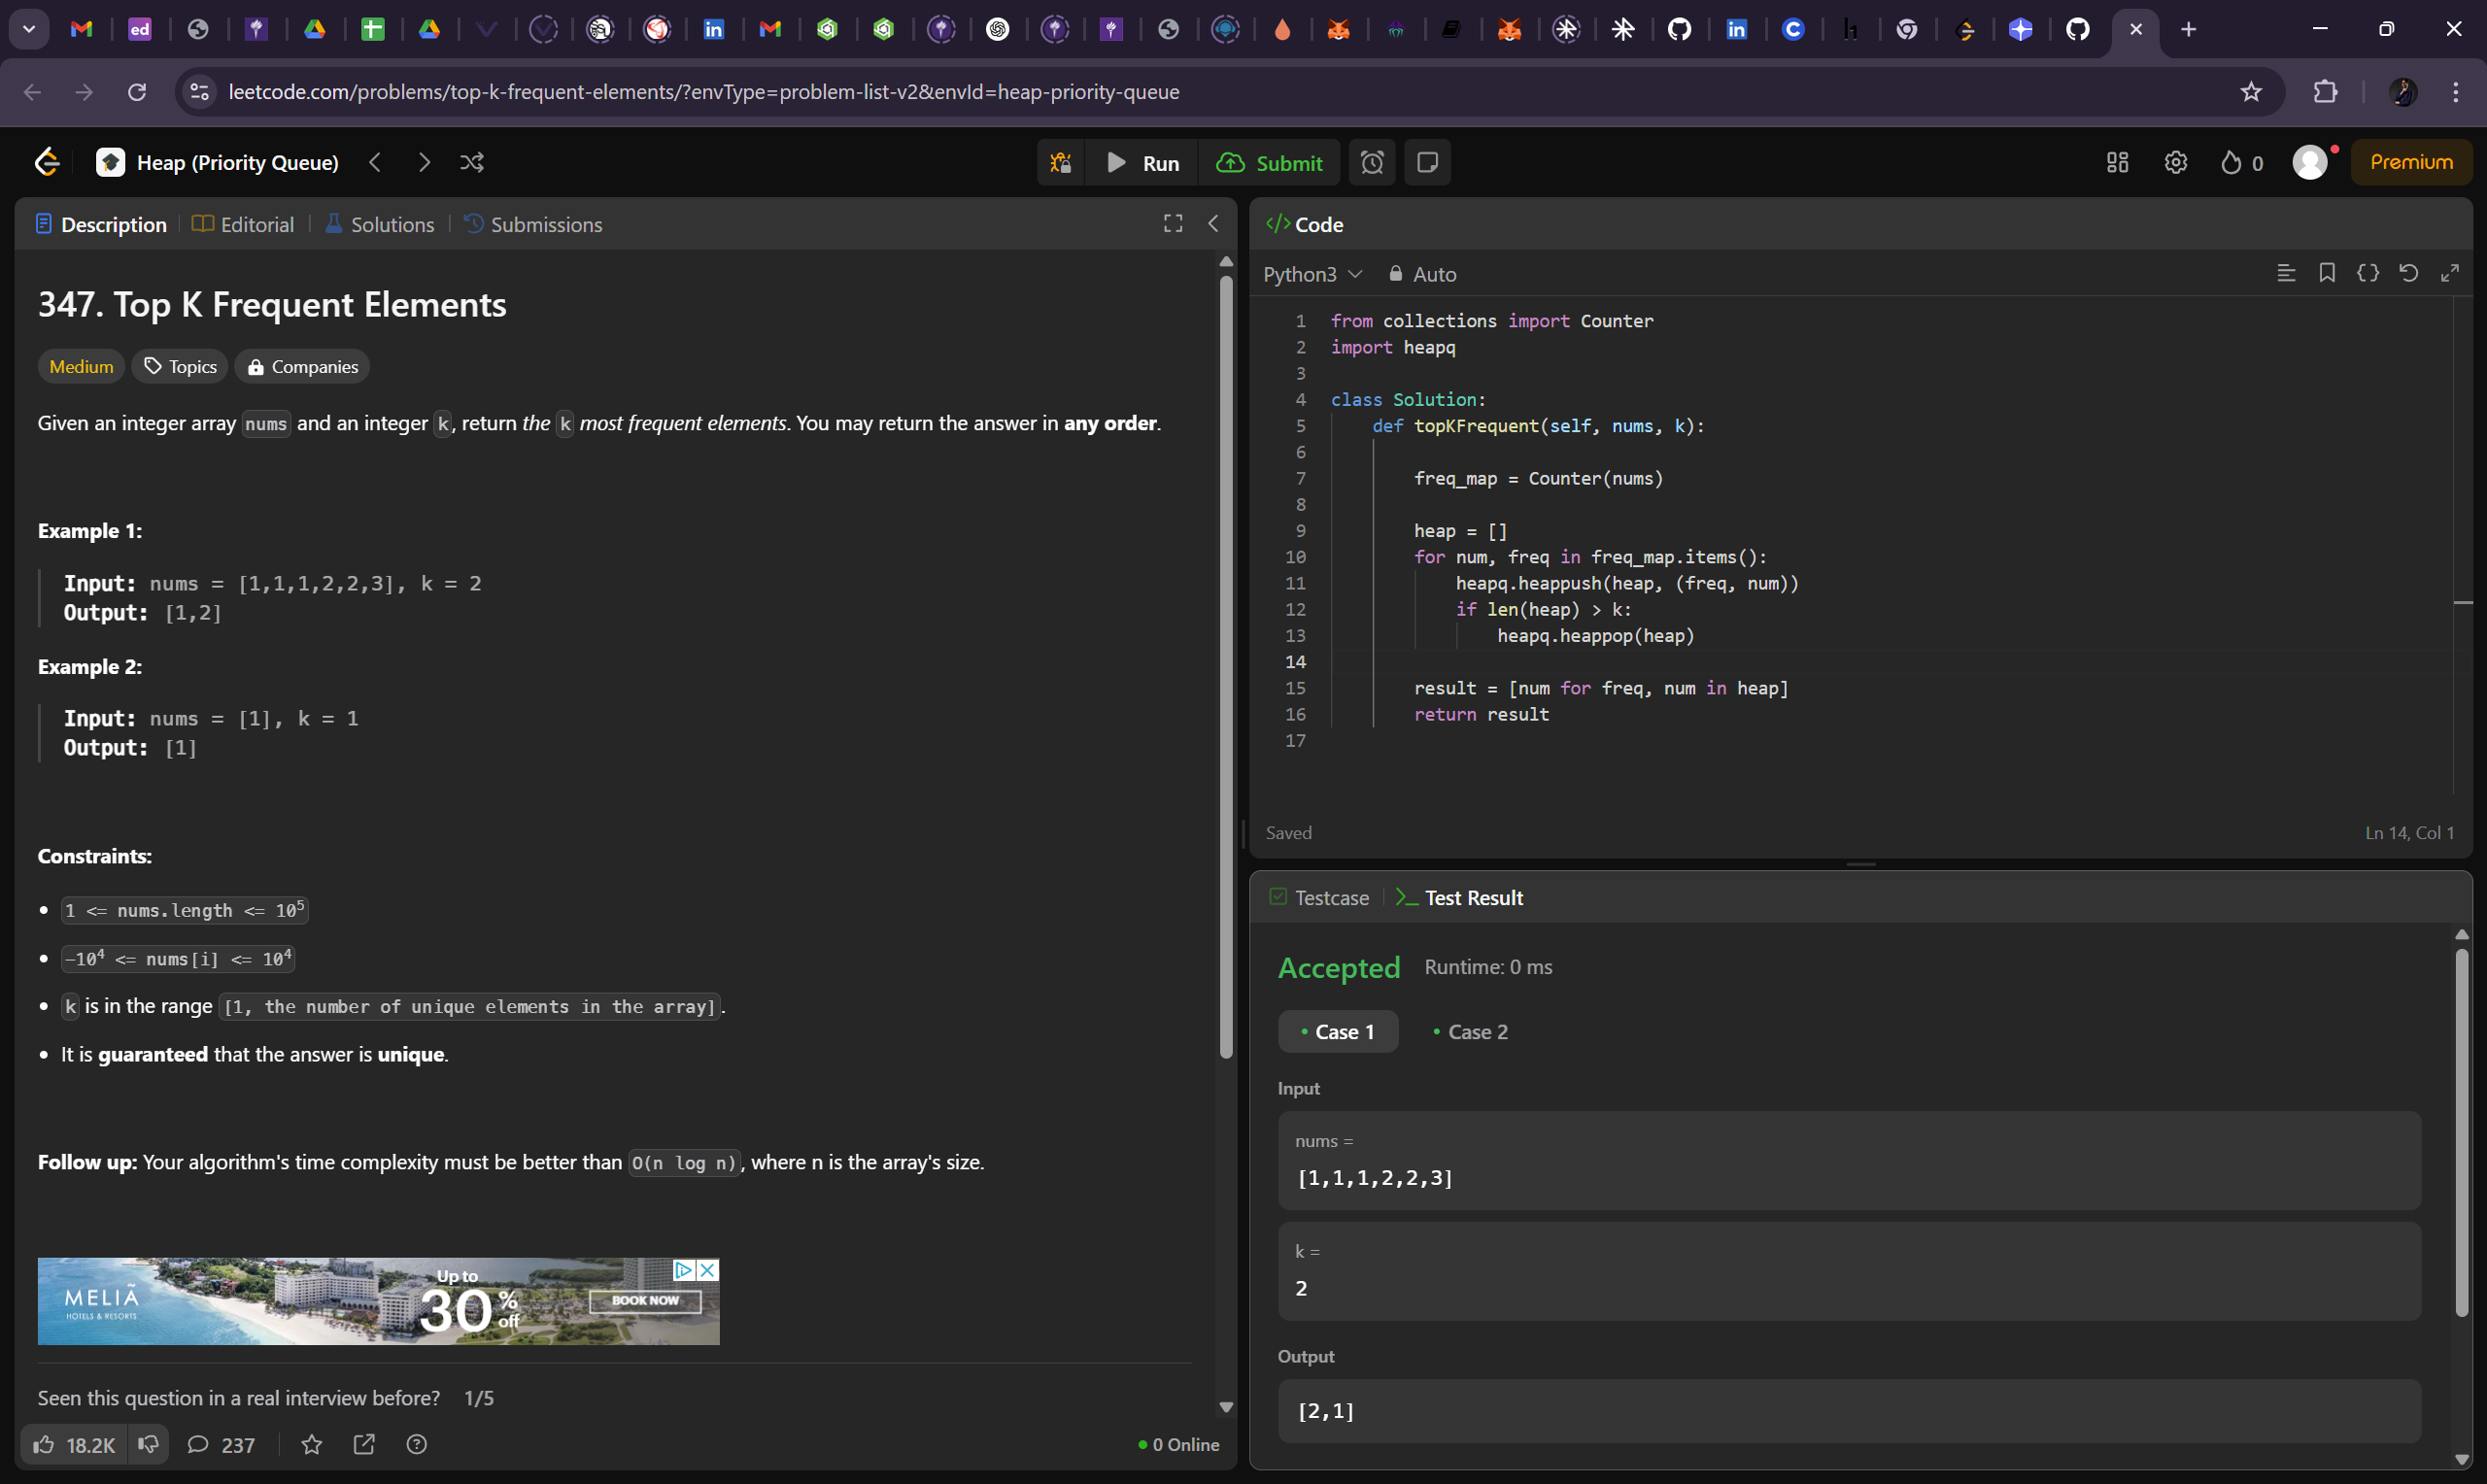 leetcode.com/problems/top-k-frequent-elements/?envType=problem-list-v2&envId=heap-priority-queue
Heap (Priority Queue)
Run
Submit
0
Premium
Description
Editorial
Solutions
Submissions
347. Top K Frequent Elements
Medium
Topics
Companies
Given an integer array nums and an integer k, return the k most frequent elements. You may return the answer in any order.
Example 1:
Input: nums = [1,1,1,2,2,3], k = 2
Output: [1,2]
Example 2:
Input: nums = [1], k = 1
Output: [1]
Constraints:
• 1 <= nums.length <= 10⁵
• -10⁴ <= nums[i] <= 10⁴
• k is in the range [1, the number of unique elements in the array].
• It is guaranteed that the answer is unique.
Follow up: Your algorithm's time complexity must be better than O(n log n), where n is the array's size.
MELIÃ
HOTELS & RESORTS
Up to
30% off
BOOK NOW
Seen this question in a real interview before? 1/5
18.2K
237
0 Online
</> Code
Python3
Auto
1 from collections import Counter
2 import heapq
3
4 class Solution:
5     def topKFrequent(self, nums, k):
6
7         freq_map = Counter(nums)
8
9         heap = []
10         for num, freq in freq_map.items():
11             heapq.heappush(heap, (freq, num))
12             if len(heap) > k:
13                 heapq.heappop(heap)
14
15         result = [num for freq, num in heap]
16         return result
17
Saved
Ln 14, Col 1
Testcase
Test Result
Accepted
Runtime: 0 ms
• Case 1
• Case 2
Input
nums =
[1,1,1,2,2,3]
k =
2
Output
[2,1]